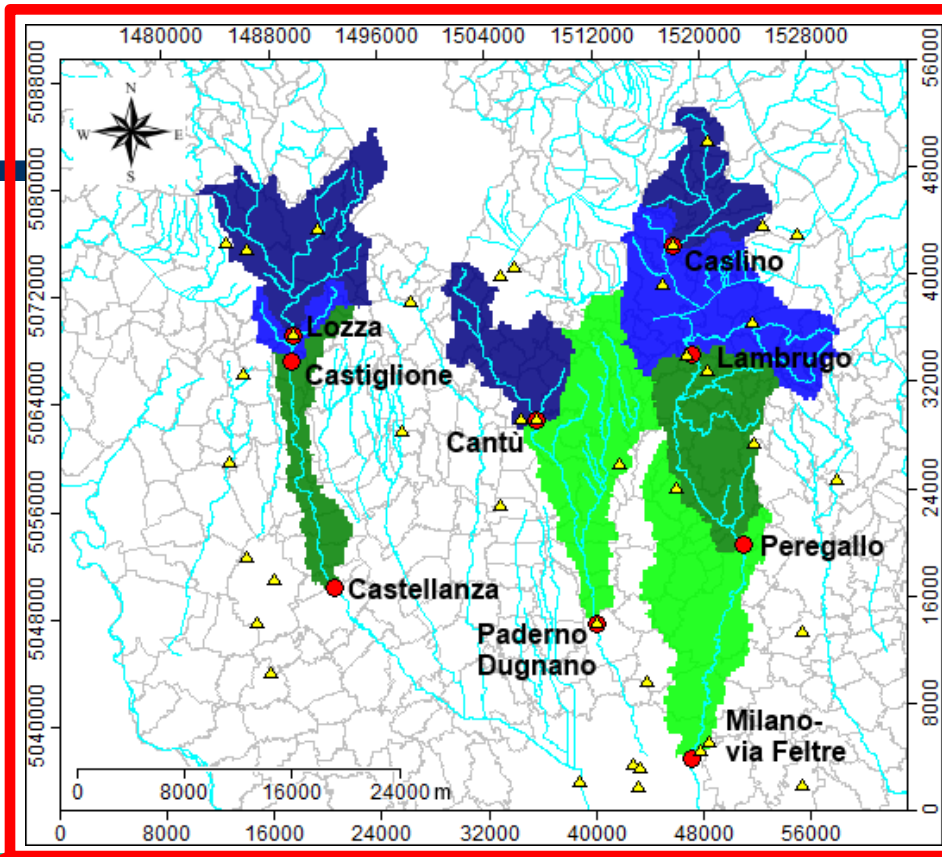 1480000 1488000 1496000 1504000 1512000 1520000 1528000
5088000
5080000
5072000
5064000
5056000
5048000
5040000
56000
48000
40000
32000
24000
16000
8000
0
N
W E
S
Caslino
Lozza
Lambrugo
Castiglione
Cantù
Peregallo
Castellanza
Paderno
Dugnano
Milano-
via Feltre
0 8000 16000 24000 m
0 8000 16000 24000 32000 40000 48000 56000